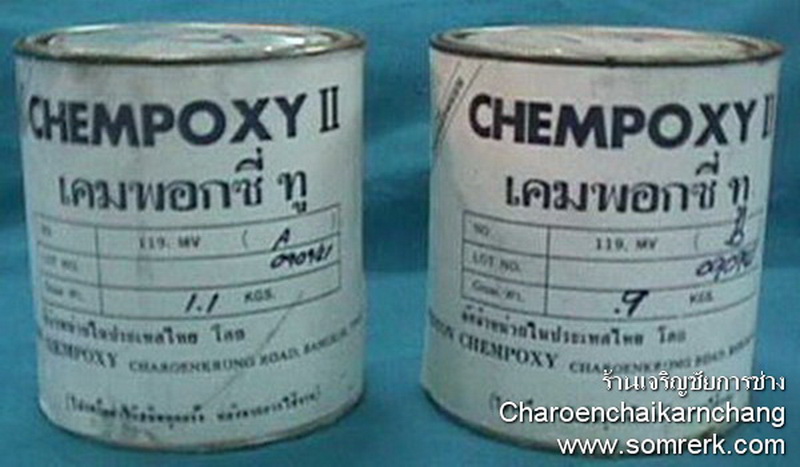 CHEMPOXY II
เคมพอกซี่ ทู
NO. 119. MV ( A
LOT NO. 090941
1.1 KGS.
จัดจำหน่ายในประเทศไทย โดย
CHEMPOXY CHAROENKRUNG ROAD,
CHEMPOXY II
เคมพอกซี่ ทู
NO. 119. MV ( B
LOT NO.
.9 KGS.
จัดจำหน่ายในประเทศไทย โดย
CHEMPOXY CHAROENKRUNG ROAD,
ร้านเจริญชัยการช่าง
Charoenchaikarnchang
www.somrerk.com